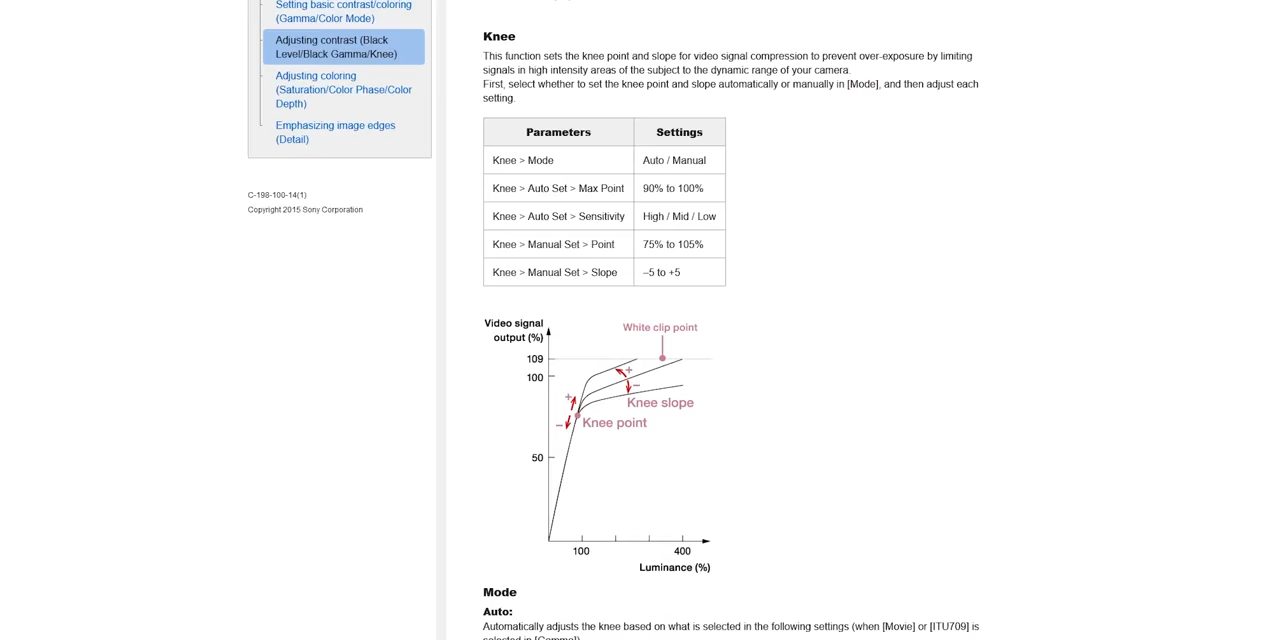 Setting basic contrast/coloring
(Gamma/Color Mode)
Adjusting contrast (Black
Level/Black Gamma/Knee)
Adjusting coloring
(Saturation/Color Phase/Color
Depth)
Emphasizing image edges
(Detail)
C-198-100-14(1)
Copyright 2015 Sony Corporation
Knee
This function sets the knee point and slope for video signal compression to prevent over-exposure by limiting
signals in high intensity areas of the subject to the dynamic range of your camera.
First, select whether to set the knee point and slope automatically or manually in [Mode], and then adjust each
setting.
Parameters Settings
Knee > Mode Auto / Manual
Knee > Auto Set > Max Point 90% to 100%
Knee > Auto Set > Sensitivity High / Mid / Low
Knee > Manual Set > Point 75% to 105%
Knee > Manual Set > Slope –5 to +5
Video signal
output (%)
White clip point
109
100
+
–
Knee slope
+
–
Knee point
50
100 400
Luminance (%)
Mode
Auto:
Automatically adjusts the knee based on what is selected in the following settings (when [Movie] or [ITU709] is
selected in [Gamma]).